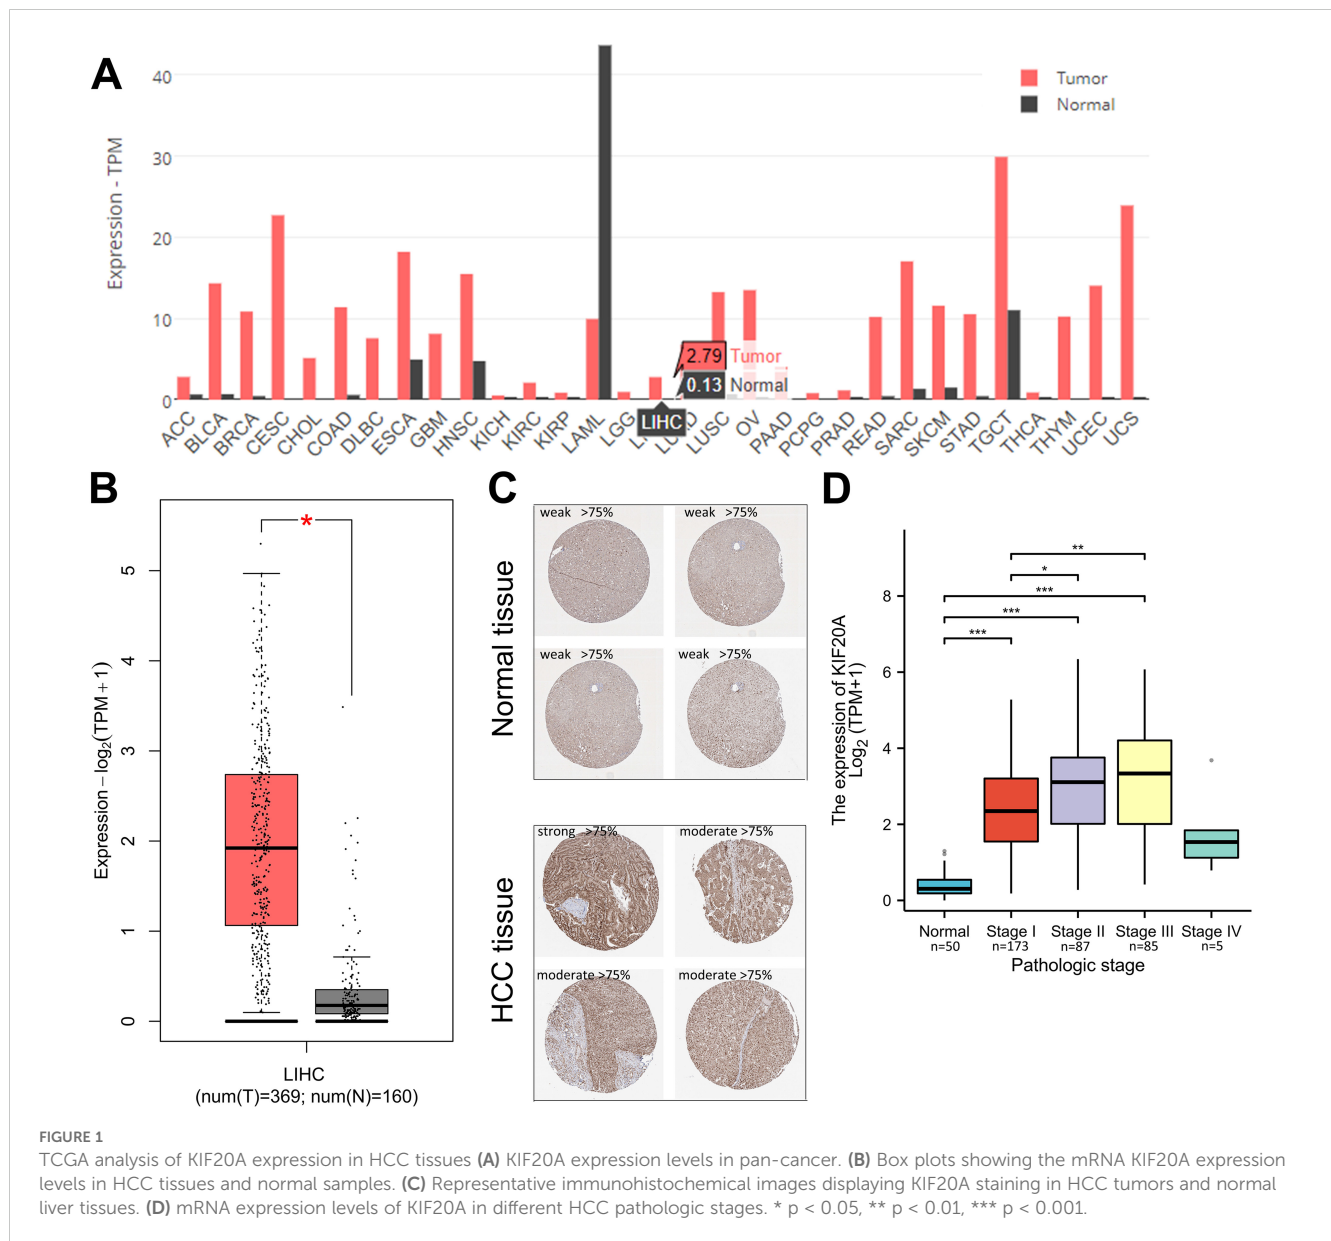 A
Expression - TPM
40
30
20
10
0
Tumor
Normal
2.79 Tumor
0.13 Normal
LIHC
ACC
BLCA
BRCA
CESC
CHOL
COAD
DLBC
ESCA
GBM
HNSC
KICH
KIRC
KIRP
LAML
LGG
LUSC
OV
PAAD
PCPG
PRAD
READ
SARC
SKCM
STAD
TGCT
THCA
THYM
UCEC
UCS
B
Expression – log2(TPM + 1)
5
4
3
2
1
0
*
LIHC
(num(T)=369; num(N)=160)
C
Normal tissue
weak >75%
weak >75%
weak >75%
weak >75%
HCC tissue
strong >75%
moderate >75%
moderate >75%
moderate >75%
D
The expression of KIF20A
Log2 (TPM+1)
8
6
4
2
0
**
*
***
***
***
Normal Stage I Stage II Stage III Stage IV
n=50 n=173 n=87 n=85 n=5
Pathologic stage
FIGURE 1
TCGA analysis of KIF20A expression in HCC tissues (A) KIF20A expression levels in pan-cancer. (B) Box plots showing the mRNA KIF20A expression
levels in HCC tissues and normal samples. (C) Representative immunohistochemical images displaying KIF20A staining in HCC tumors and normal
liver tissues. (D) mRNA expression levels of KIF20A in different HCC pathologic stages. * p < 0.05, ** p < 0.01, *** p < 0.001.